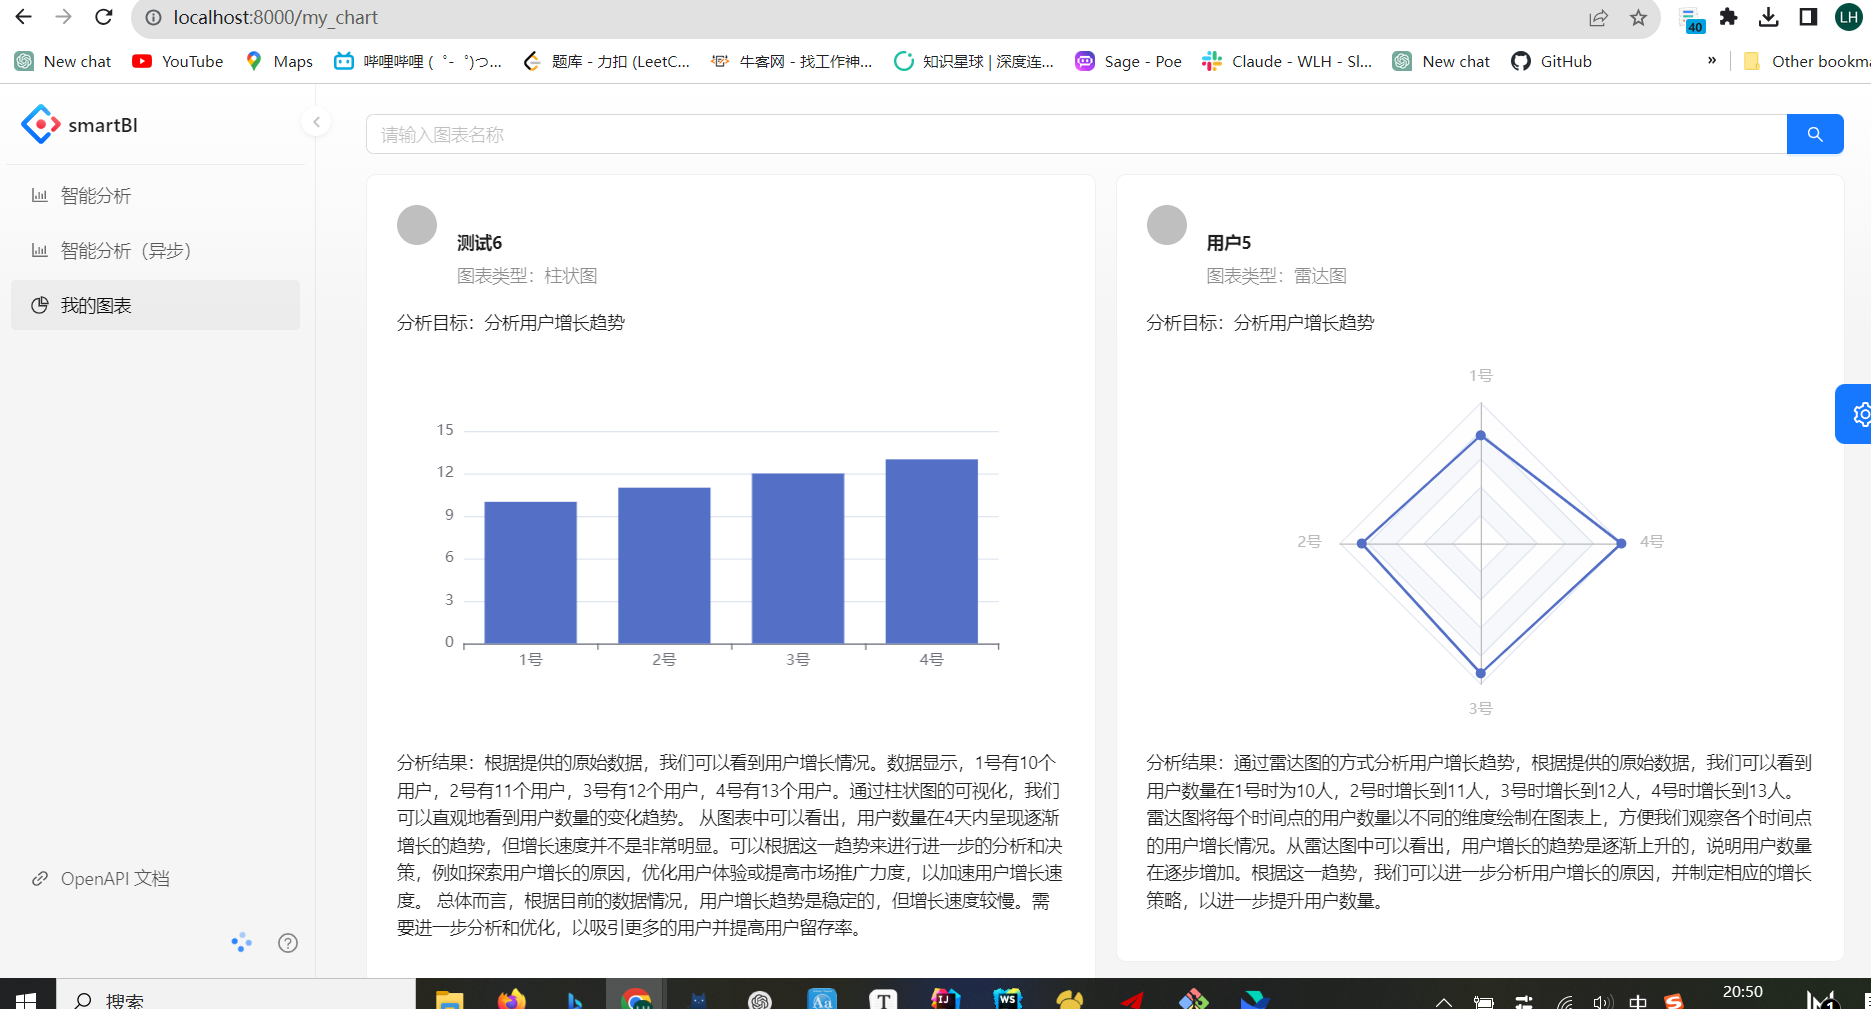 localhost:8000/my_chart
40
LH
New chat
YouTube
Maps
哔哩哔哩 ( ゜- ゜)つ...
题库 - 力扣 (LeetC...
牛客网 - 找工作神...
知识星球 | 深度连...
Sage - Poe
Claude - WLH - Sl...
New chat
GitHub
»
Other bookma
smartBI
智能分析
智能分析（异步）
我的图表
OpenAPI 文档
请输入图表名称
测试6
图表类型：柱状图
分析目标：分析用户增长趋势
15
12
9
6
3
0
1号
2号
3号
4号
分析结果：根据提供的原始数据，我们可以看到用户增长情况。数据显示，1号有10个
用户，2号有11个用户，3号有12个用户，4号有13个用户。通过柱状图的可视化，我们
可以直观地看到用户数量的变化趋势。 从图表中可以看出，用户数量在4天内呈现逐渐
增长的趋势，但增长速度并不是非常明显。可以根据这一趋势来进行进一步的分析和决
策，例如探索用户增长的原因，优化用户体验或提高市场推广力度，以加速用户增长速
度。 总体而言，根据目前的数据情况，用户增长趋势是稳定的，但增长速度较慢。需
要进一步分析和优化，以吸引更多的用户并提高用户留存率。
用户5
图表类型：雷达图
分析目标：分析用户增长趋势
1号
2号
4号
3号
分析结果：通过雷达图的方式分析用户增长趋势，根据提供的原始数据，我们可以看到
用户数量在1号时为10人，2号时增长到11人，3号时增长到12人，4号时增长到13人。
雷达图将每个时间点的用户数量以不同的维度绘制在图表上，方便我们观察各个时间点
的用户增长情况。从雷达图中可以看出，用户增长的趋势是逐渐上升的，说明用户数量
在逐步增加。根据这一趋势，我们可以进一步分析用户增长的原因，并制定相应的增长
策略，以进一步提升用户数量。
搜索
Aa
T
IJ
WS
中
S
20:50
1